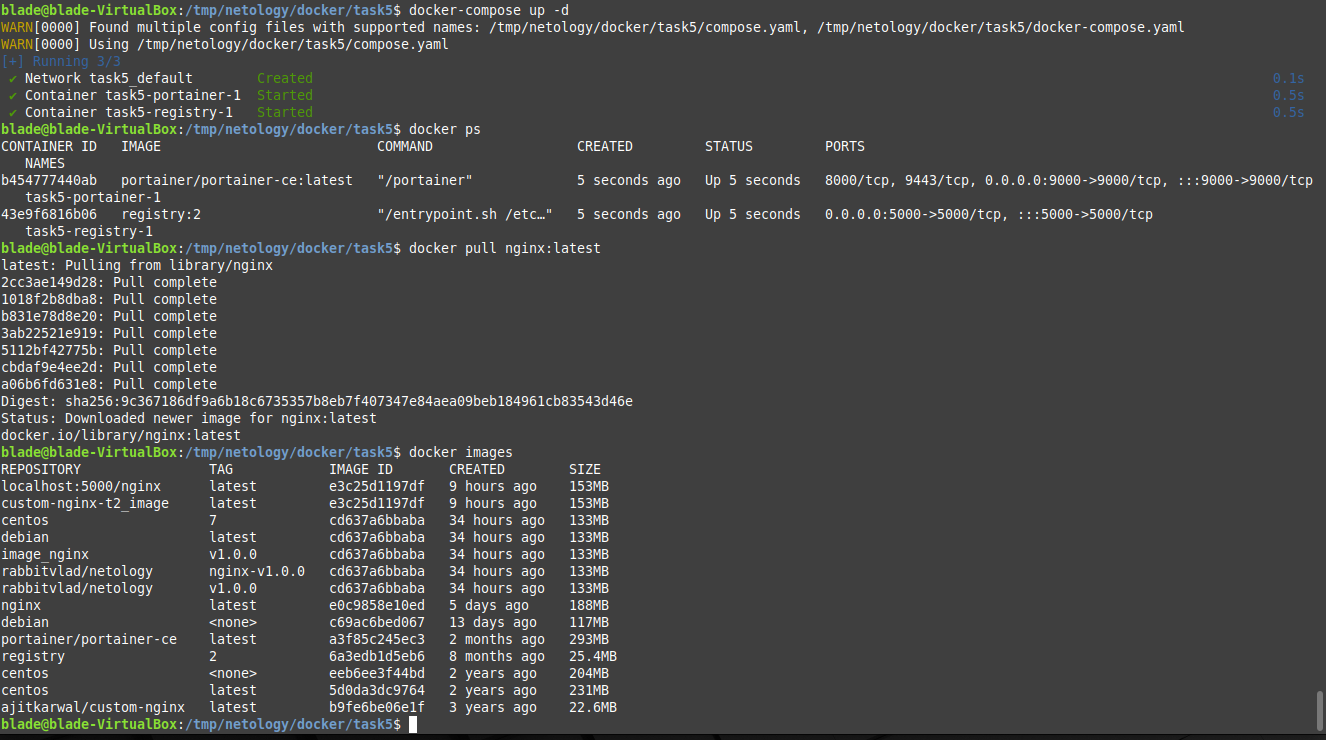 blade@blade-VirtualBox:/tmp/netology/docker/task5$ docker-compose up -d
WARN[0000] Found multiple config files with supported names: /tmp/netology/docker/task5/compose.yaml, /tmp/netology/docker/task5/docker-compose.yaml
WARN[0000] Using /tmp/netology/docker/task5/compose.yaml
[+] Running 3/3
✔ Network task5_default Created 0.1s
✔ Container task5-portainer-1 Started 0.5s
✔ Container task5-registry-1 Started 0.5s
blade@blade-VirtualBox:/tmp/netology/docker/task5$ docker ps
CONTAINER ID IMAGE COMMAND CREATED STATUS PORTS
NAMES
b454777440ab portainer/portainer-ce:latest "/portainer" 5 seconds ago Up 5 seconds 8000/tcp, 9443/tcp, 0.0.0.0:9000->9000/tcp, :::9000->9000/tcp
task5-portainer-1
43e9f6816b06 registry:2 "/entrypoint.sh /etc…" 5 seconds ago Up 5 seconds 0.0.0.0:5000->5000/tcp, :::5000->5000/tcp
task5-registry-1
blade@blade-VirtualBox:/tmp/netology/docker/task5$ docker pull nginx:latest
latest: Pulling from library/nginx
2cc3ae149d28: Pull complete
1018f2b8dba8: Pull complete
b831e78d8e20: Pull complete
3ab22521e919: Pull complete
5112bf42775b: Pull complete
cbdaf9e4ee2d: Pull complete
a06b6fd631e8: Pull complete
Digest: sha256:9c367186df9a6b18c6735357b8eb7f407347e84aea09beb184961cb83543d46e
Status: Downloaded newer image for nginx:latest
docker.io/library/nginx:latest
blade@blade-VirtualBox:/tmp/netology/docker/task5$ docker images
REPOSITORY TAG IMAGE ID CREATED SIZE
localhost:5000/nginx latest e3c25d1197df 9 hours ago 153MB
custom-nginx-t2_image latest e3c25d1197df 9 hours ago 153MB
centos 7 cd637a6bbaba 34 hours ago 133MB
debian latest cd637a6bbaba 34 hours ago 133MB
image_nginx v1.0.0 cd637a6bbaba 34 hours ago 133MB
rabbitvlad/netology nginx-v1.0.0 cd637a6bbaba 34 hours ago 133MB
rabbitvlad/netology v1.0.0 cd637a6bbaba 34 hours ago 133MB
nginx latest e0c9858e10ed 5 days ago 188MB
debian <none> c69ac6bed067 13 days ago 117MB
portainer/portainer-ce latest a3f85c245ec3 2 months ago 293MB
registry 2 6a3edb1d5eb6 8 months ago 25.4MB
centos <none> eeb6ee3f44bd 2 years ago 204MB
centos latest 5d0da3dc9764 2 years ago 231MB
ajitkarwal/custom-nginx latest b9fe6be06e1f 3 years ago 22.6MB
blade@blade-VirtualBox:/tmp/netology/docker/task5$